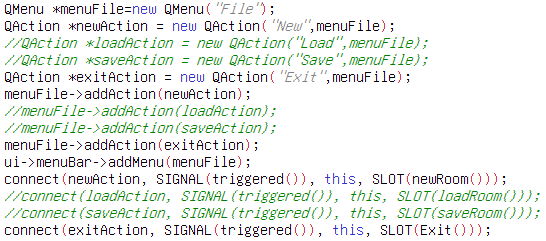 QMenu *menuFile=new QMenu("File");
QAction *newAction = new QAction("New",menuFile);
//QAction *loadAction = new QAction("Load",menuFile);
//QAction *saveAction = new QAction("Save",menuFile);
QAction *exitAction = new QAction("Exit",menuFile);
menuFile->addAction(newAction);
//menuFile->addAction(loadAction);
//menuFile->addAction(saveAction);
menuFile->addAction(exitAction);
ui->menuBar->addMenu(menuFile);
connect(newAction, SIGNAL(triggered()), this, SLOT(newRoom()));
//connect(loadAction, SIGNAL(triggered()), this, SLOT(loadRoom()));
//connect(saveAction, SIGNAL(triggered()), this, SLOT(saveRoom()));
connect(exitAction, SIGNAL(triggered()), this, SLOT(Exit()));